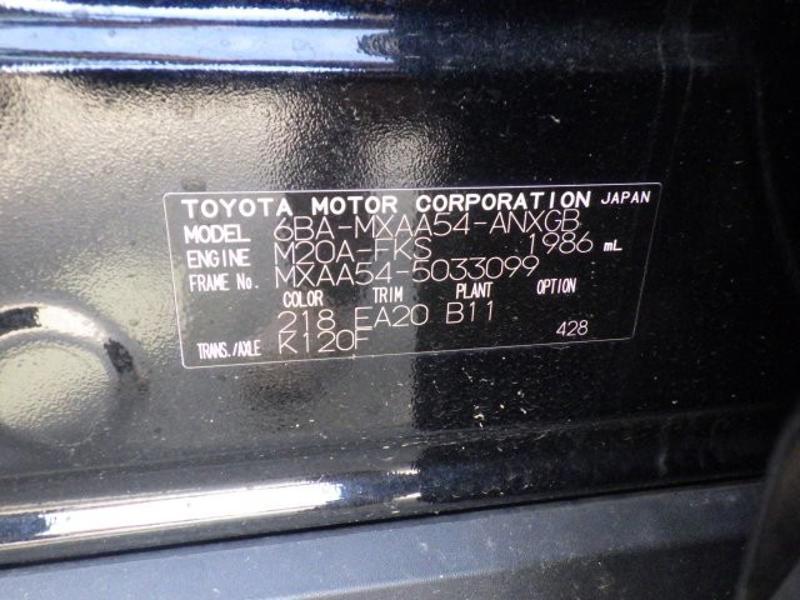 TOYOTA MOTOR CORPORATION JAPAN
MODEL 6BA-MXAA54-ANXGB
ENGINE M20A-FKS 1986 mL
FRAME No. MXAA54-5033099
COLOR TRIM PLANT OPTION
218 EA20 B11
TRANS./AXLE K120F 428